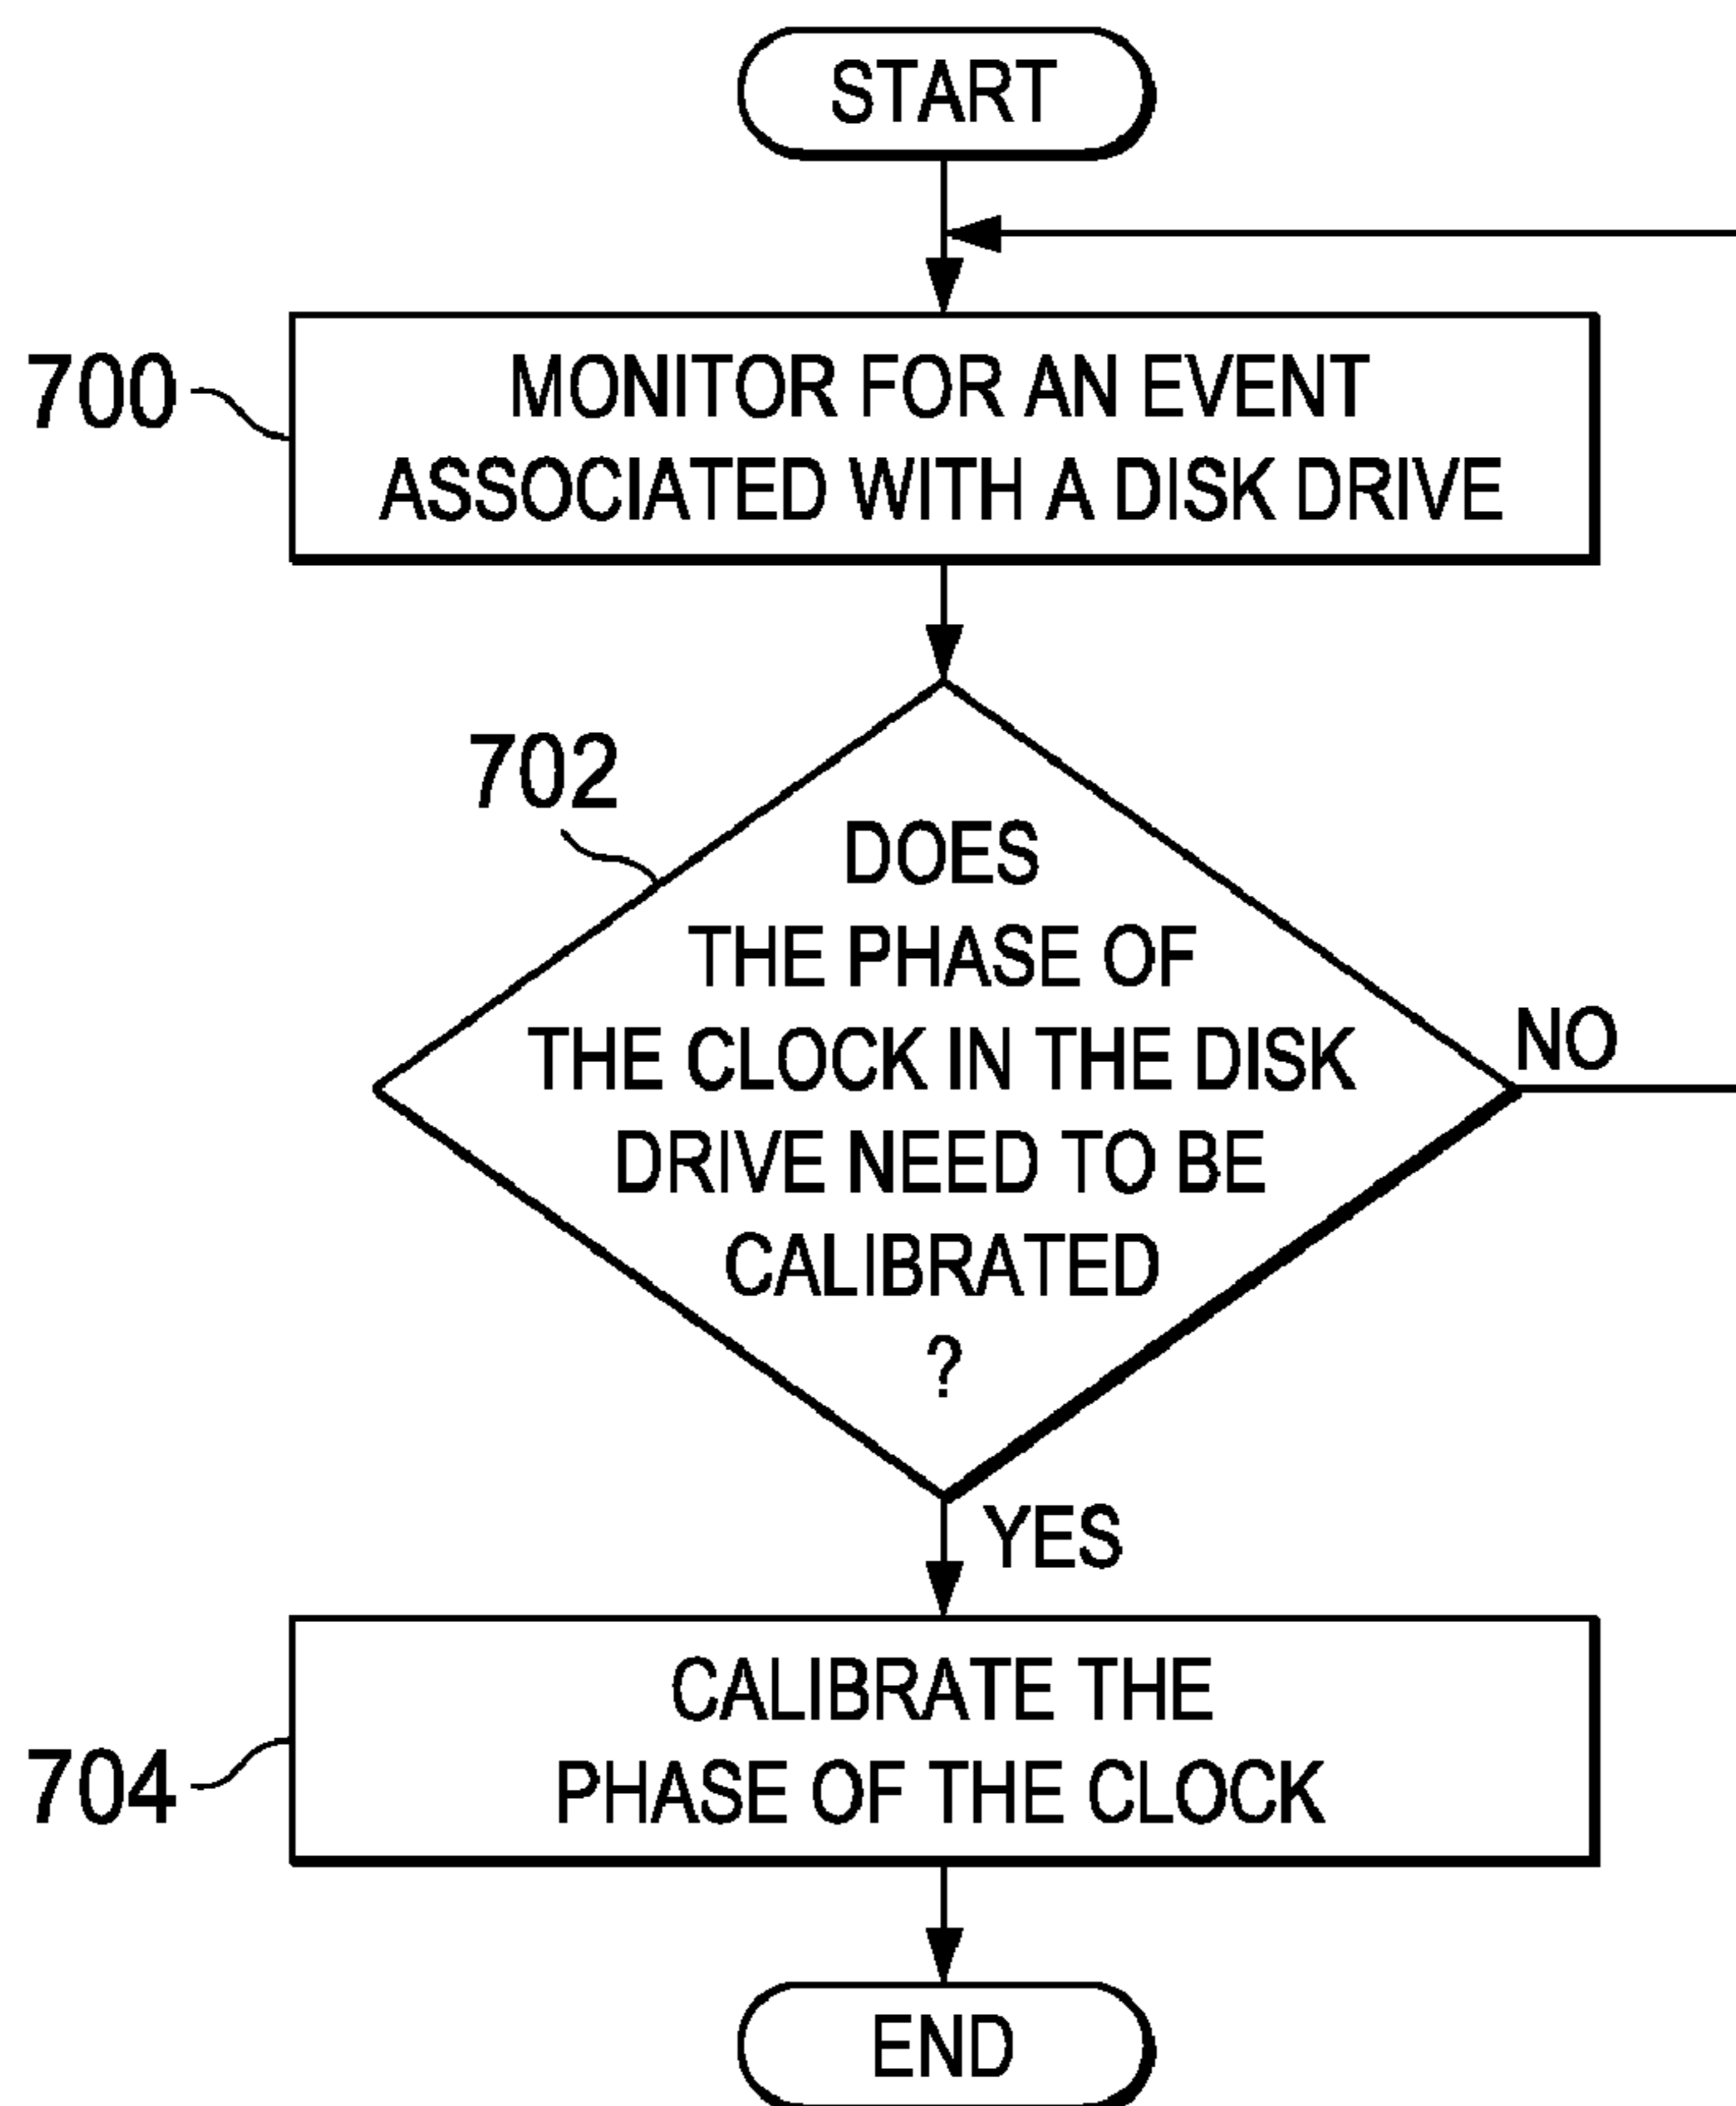 START
700
MONITOR FOR AN EVENT
ASSOCIATED WITH A DISK DRIVE
702
DOES
THE PHASE OF
THE CLOCK IN THE DISK
DRIVE NEED TO BE
CALIBRATED
?
NO
YES
704
CALIBRATE THE
PHASE OF THE CLOCK
END